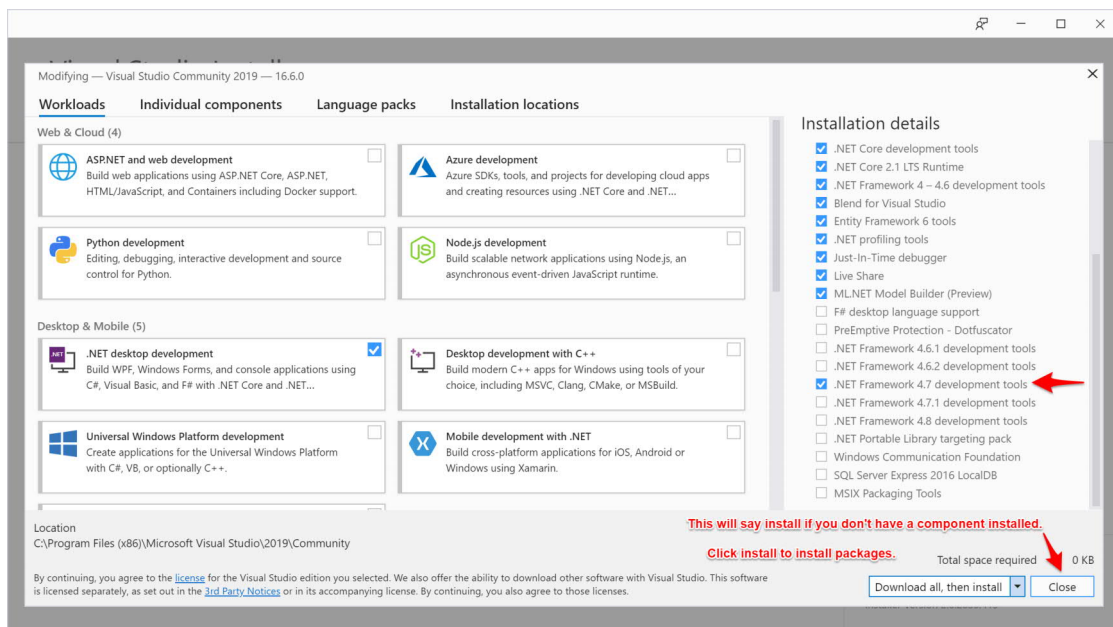 Modifying — Visual Studio Community 2019 — 16.6.0
Workloads Individual components Language packs Installation locations
Web & Cloud (4)
ASP.NET and web development
Build web applications using ASP.NET Core, ASP.NET,
HTML/JavaScript, and Containers including Docker support.
Azure development
Azure SDKs, tools, and projects for developing cloud apps
and creating resources using .NET Core and .NET...
Python development
Editing, debugging, interactive development and source
control for Python.
Node.js development
Build scalable network applications using Node.js, an
asynchronous event-driven JavaScript runtime.
Desktop & Mobile (5)
.NET
.NET desktop development
Build WPF, Windows Forms, and console applications using
C#, Visual Basic, and F# with .NET Core and .NET...
Desktop development with C++
Build modern C++ apps for Windows using tools of your
choice, including MSVC, Clang, CMake, or MSBuild.
Universal Windows Platform development
Create applications for the Universal Windows Platform
with C#, VB, or optionally C++.
Mobile development with .NET
Build cross-platform applications for iOS, Android or
Windows using Xamarin.
Installation details
.NET Core development tools
.NET Core 2.1 LTS Runtime
.NET Framework 4 – 4.6 development tools
Blend for Visual Studio
Entity Framework 6 tools
.NET profiling tools
Just-In-Time debugger
Live Share
ML.NET Model Builder (Preview)
F# desktop language support
PreEmptive Protection - Dotfuscator
.NET Framework 4.6.1 development tools
.NET Framework 4.6.2 development tools
.NET Framework 4.7 development tools
.NET Framework 4.7.1 development tools
.NET Framework 4.8 development tools
.NET Portable Library targeting pack
Windows Communication Foundation
SQL Server Express 2016 LocalDB
MSIX Packaging Tools
Location
C:\Program Files (x86)\Microsoft Visual Studio\2019\Community
This will say install if you don't have a component installed.
Click install to install packages.
Total space required 0 KB
By continuing, you agree to the license for the Visual Studio edition you selected. We also offer the ability to download other software with Visual Studio. This software
is licensed separately, as set out in the 3rd Party Notices or in its accompanying license. By continuing, you also agree to those licenses.
Download all, then install
Close